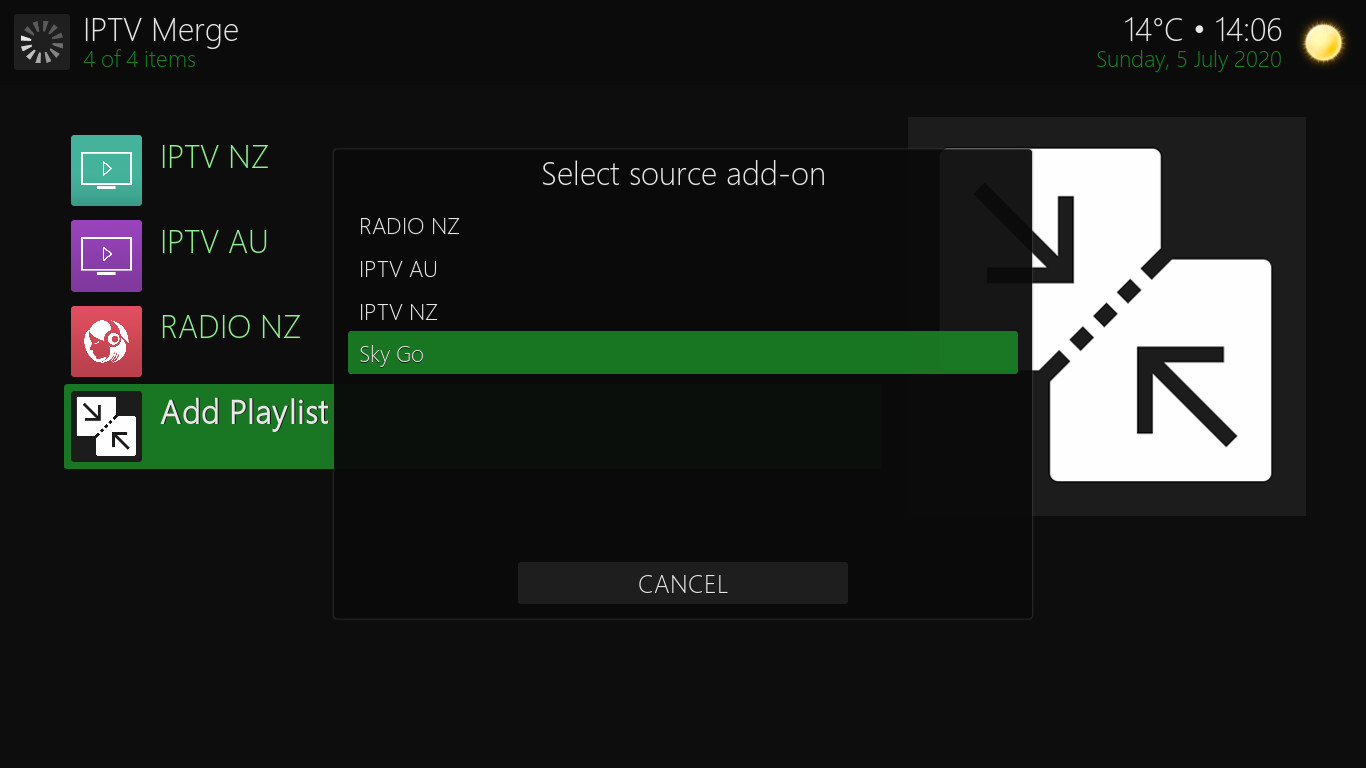 IPTV Merge
4 of 4 items
14°C • 14:06
Sunday, 5 July 2020
IPTV NZ
IPTV AU
RADIO NZ
Add Playlist
Select source add-on
RADIO NZ
IPTV AU
IPTV NZ
Sky Go
CANCEL